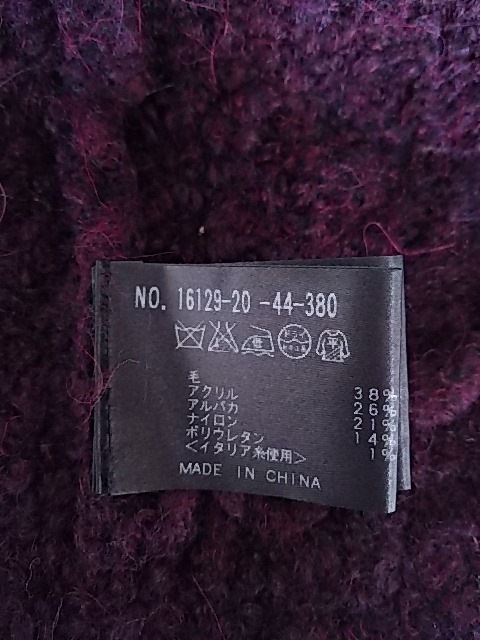 NO. 16129-20 -44-380
低
平
毛 38%
アクリル 26%
アルパカ 21%
ナイロン 14%
ポリウレタン 1%
<イタリア糸使用>
MADE IN CHINA